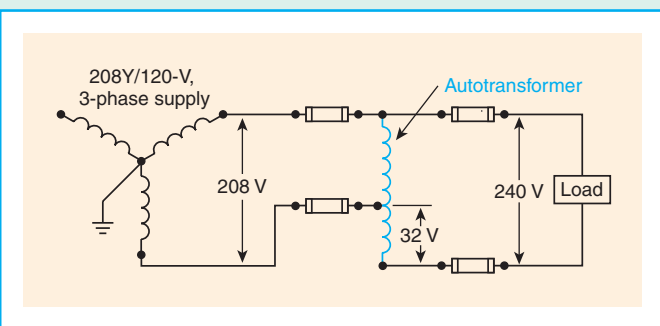 208Y/120-V,
3-phase supply
Autotransformer
208 V
240 V
Load
32 V